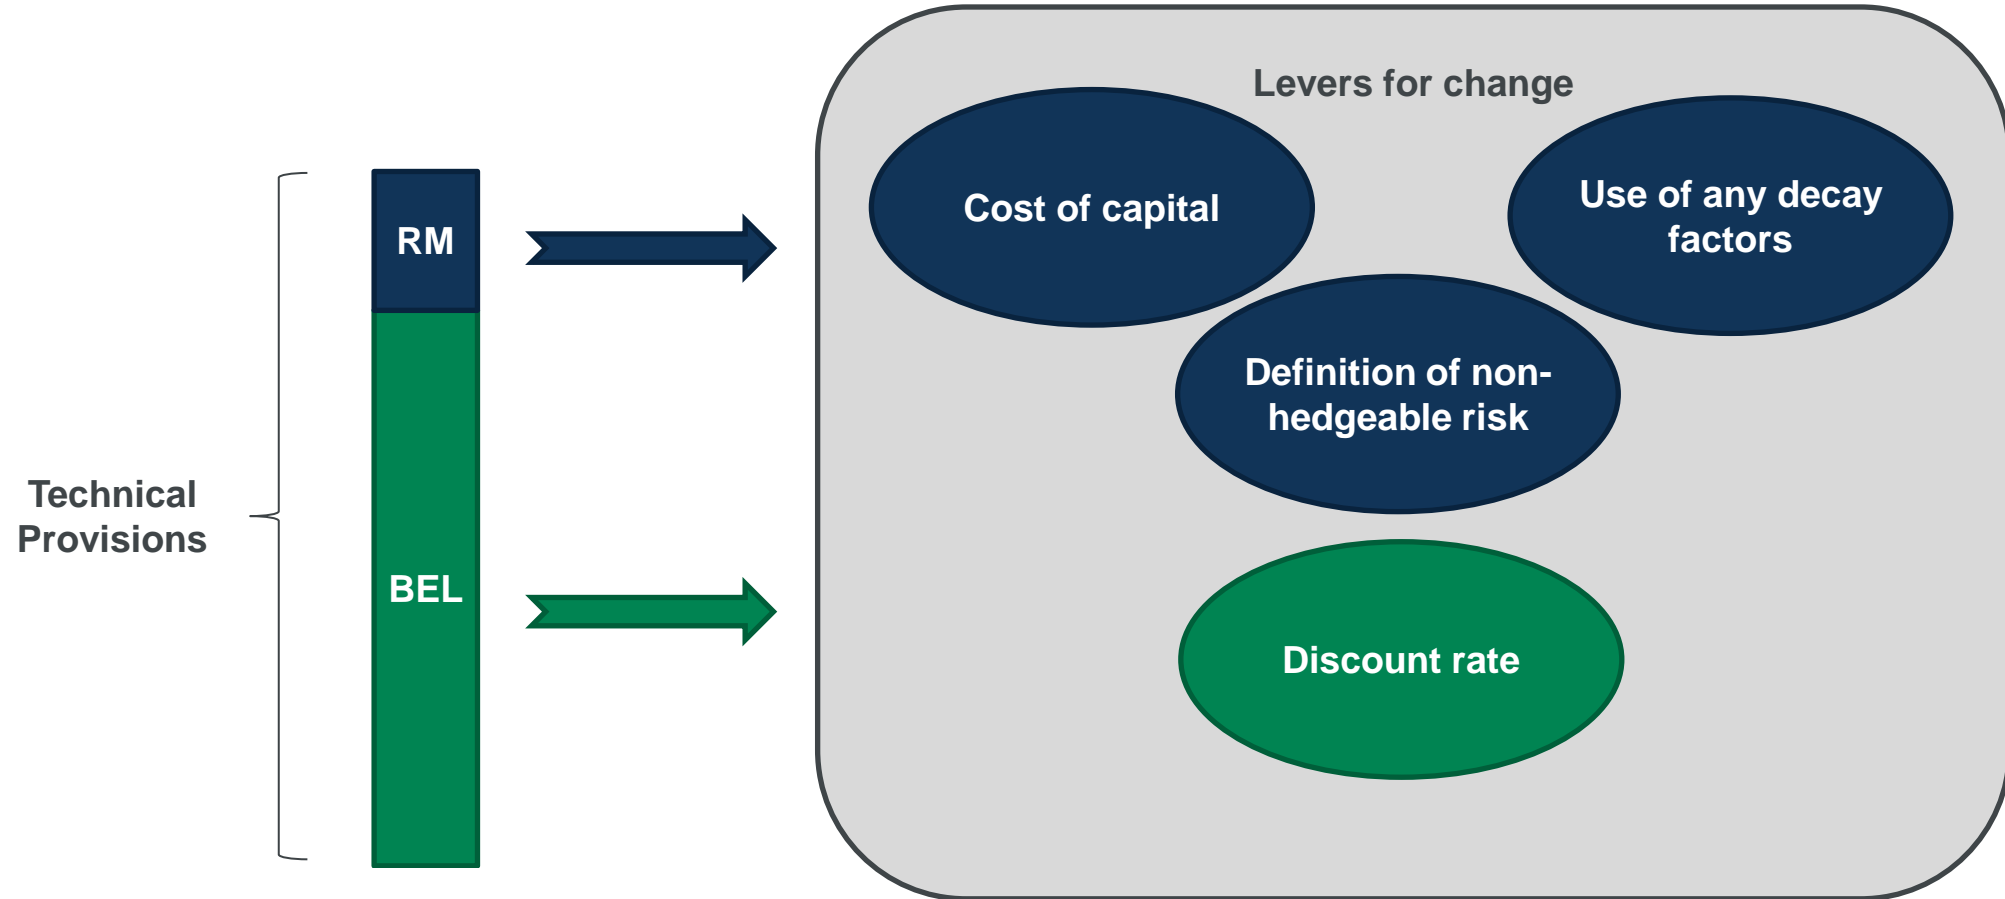 Levers for change
Technical
Provisions
RM
BEL
Cost of capital
Use of any decay
factors
Definition of non-
hedgeable risk
Discount rate